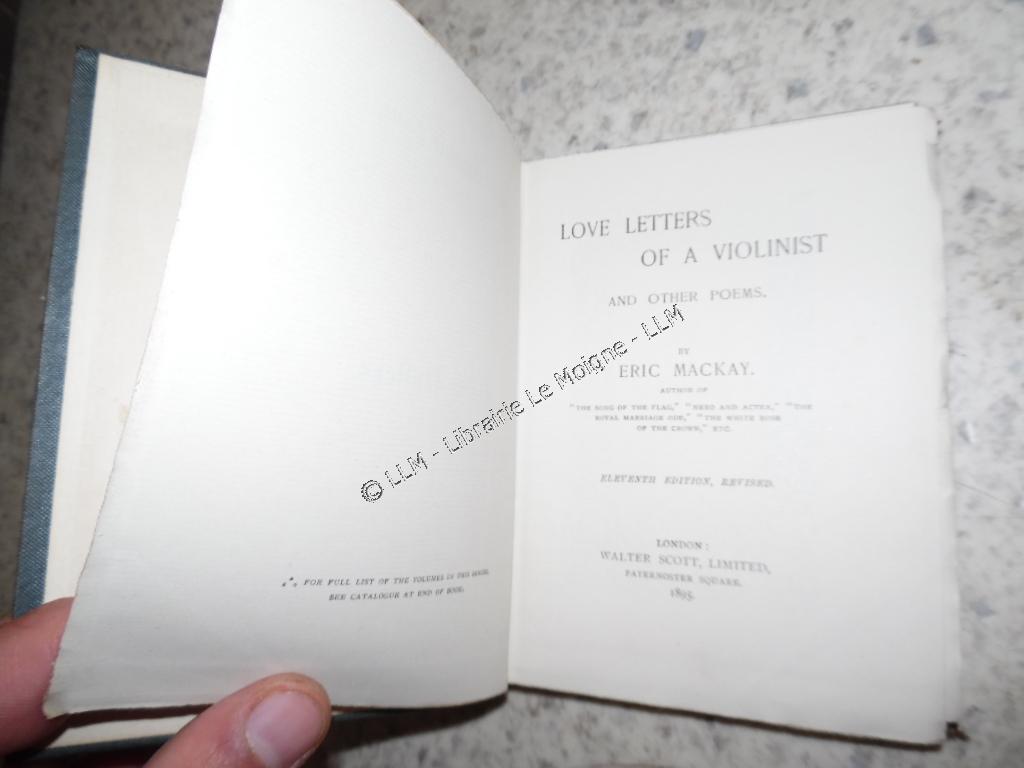 ⁂ FOR FULL LIST OF THE VOLUMES IN THIS SERIES,
SEE CATALOGUE AT END OF BOOK.
LOVE LETTERS
OF A VIOLINIST
AND OTHER POEMS.
BY
ERIC MACKAY.
AUTHOR OF
"THE SONG OF THE FLAG," "NERO AND ACTEA," "THE
ROYAL MARRIAGE ODE," "THE WHITE ROSE
OF THE CROWN," ETC.
ELEVENTH EDITION, REVISED.
LONDON:
WALTER SCOTT, LIMITED,
PATERNOSTER SQUARE.
1895.
© LLM - Librairie Le Moigne - LLM